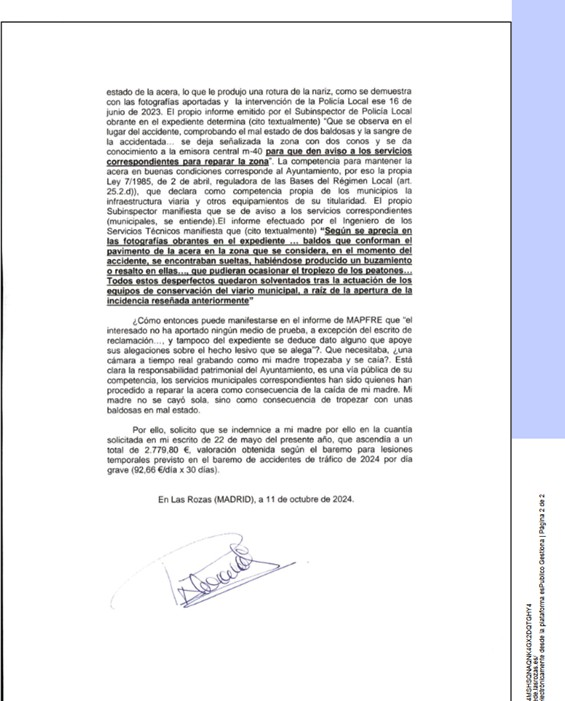 estado de la acera, lo que le produjo una rotura de la nariz, como se demuestra
con las fotografías aportadas y la intervención de la Policía Local ese 16 de
junio de 2023. El propio informe emitido por el Subinspector de Policía Local
obrante en el expediente determina (cito textualmente) "Que se observa en el
lugar del accidente, comprobando el mal estado de dos baldosas y la sangre de
la accidentada... se deja señalizada la zona con dos conos y se da
conocimiento a la emisora central m-40 para que den aviso a los servicios
correspondientes para reparar la zona". La competencia para mantener la
acera en buenas condiciones corresponde al Ayuntamiento, por eso la propia
Ley 7/1985, de 2 de abril, reguladora de las Bases del Régimen Local (art.
25.2.d)), que declara como competencia propia de los municipios la
infraestructura viaria y otros equipamientos de su titularidad. El propio
Subinspector manifiesta que se de aviso a los servicios correspondientes
(municipales, se entiende).El informe efectuado por el Ingeniero de los
Servicios Técnicos manifiesta que (cito textualmente) "Según se aprecia en
las fotografías obrantes en el expediente ... baldos que conforman el
pavimento de la acera en la zona que se considera, en el momento del
accidente, se encontraban sueltas, habiéndose producido un buzamiento
o resalto en ellas..., que pudieran ocasionar el tropiezo de los peatones...
Todos estos desperfectos quedaron solventados tras la actuación de los
equipos de conservación del viario municipal, a raíz de la apertura de la
incidencia reseñada anteriormente"
¿Cómo entonces puede manifestarse en el informe de MAPFRE que "el
interesado no ha aportado ningún medio de prueba, a excepción del escrito de
reclamación..., y tampoco del expediente se deduce dato alguno que apoye
sus alegaciones sobre el hecho lesivo que se alega"?. Que necesitaba, ¿una
cámara a tiempo real grabando como mi madre tropezaba y se caía?. Está
clara la responsabilidad patrimonial del Ayuntamiento, es una vía pública de su
competencia, los servicios municipales correspondientes han sido quienes han
procedido a reparar la acera como consecuencia de la caída de mi madre. Mi
madre no se cayó sola, sino como consecuencia de tropezar con unas
baldosas en mal estado.
Por ello, solicito que se indemnice a mi madre por ello en la cuantía
solicitada en mi escrito de 22 de mayo del presente año, que ascendía a un
total de 2.779,80 €, valoración obtenida según el baremo para lesiones
temporales previsto en el baremo de accidentes de tráfico de 2024 por día
grave (92,66 €/día x 30 días).
En Las Rozas (MADRID), a 11 de octubre de 2024.
ectrónicamente desde la plataforma esPublico Gestiona | Página 2 de 2